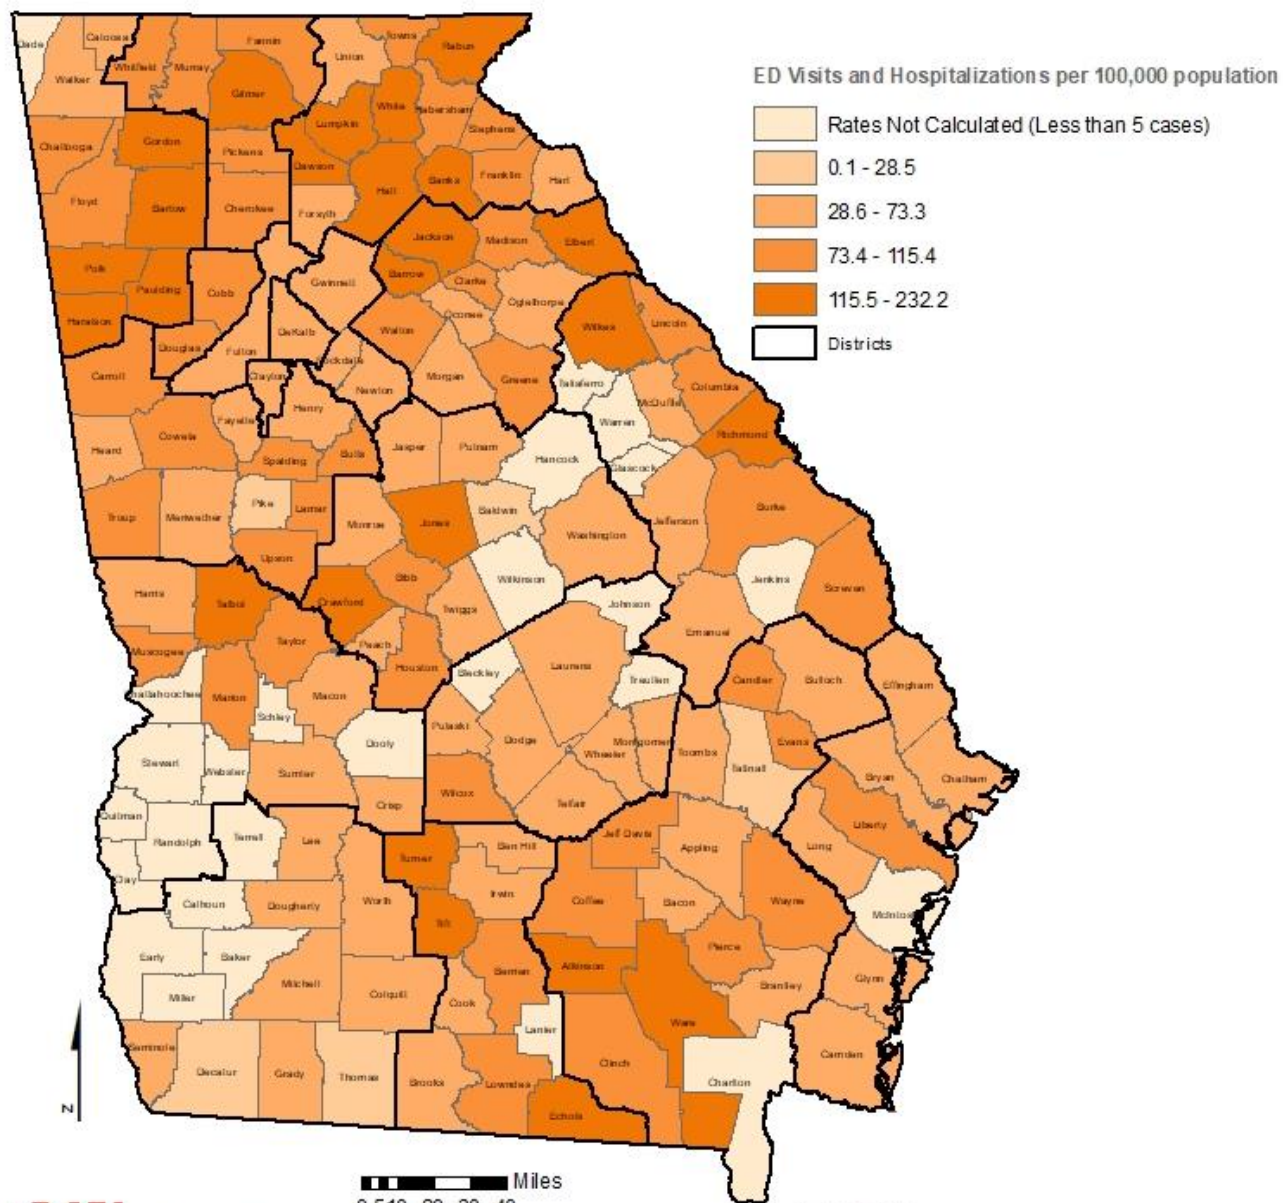 ED Visits and Hospitalizations per 100,000 population
Rates Not Calculated (Less than 5 cases)
0.1 - 28.5
28.6 - 73.3
73.4 - 115.4
115.5 - 232.2
Districts
Dade
Catoosa
Whitfield
Murray
Fannin
Union
Towns
Rabun
Walker
Gilmer
White
Habersham
Lumpkin
Stephens
Chattooga
Gordon
Pickens
Dawson
Hall
Banks
Franklin
Hart
Floyd
Bartow
Cherokee
Forsyth
Jackson
Madison
Elbert
Polk
Paulding
Cobb
Gwinnett
Barrow
Clarke
Oglethorpe
Oconee
Haralson
Douglas
Fulton
DeKalb
Rockdale
Walton
Wilkes
Lincoln
Carroll
Clayton
Newton
Morgan
Greene
Taliaferro
McDuffie
Columbia
Henry
Fayette
Warren
Richmond
Heard
Coweta
Spalding
Butts
Jasper
Putnam
Hancock
Glascock
Troup
Meriwether
Pike
Lamar
Monroe
Jones
Baldwin
Washington
Jefferson
Burke
Upson
Bibb
Wilkinson
Jenkins
Screven
Harris
Talbot
Crawford
Twiggs
Johnson
Emanuel
Muscogee
Taylor
Peach
Houston
Bleckley
Laurens
Treutlen
Candler
Bulloch
Effingham
Chattahoochee
Marion
Schley
Macon
Dooly
Pulaski
Dodge
Wheeler
Montgomery
Toombs
Tattnall
Evans
Bryan
Chatham
Stewart
Webster
Sumter
Crisp
Wilcox
Telfair
Liberty
Quitman
Randolph
Terrell
Lee
Turner
Ben Hill
Jeff Davis
Appling
Long
Clay
Calhoun
Dougherty
Worth
Tift
Irwin
Coffee
Bacon
Wayne
McIntosh
Early
Baker
Miller
Mitchell
Colquitt
Cook
Berrien
Atkinson
Pierce
Brantley
Glynn
Seminole
Decatur
Grady
Thomas
Brooks
Lanier
Lowndes
Echols
Clinch
Ware
Charlton
Camden
N
Miles